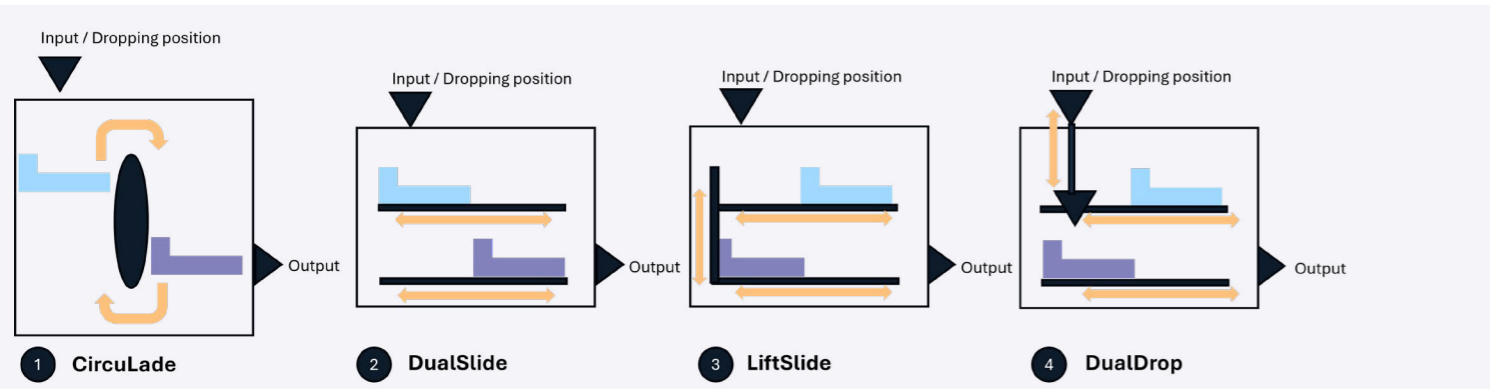 Input / Dropping position
Output
1 CircuLade
Input / Dropping position
Output
2 DualSlide
Input / Dropping position
Output
3 LiftSlide
Input / Dropping position
Output
4 DualDrop